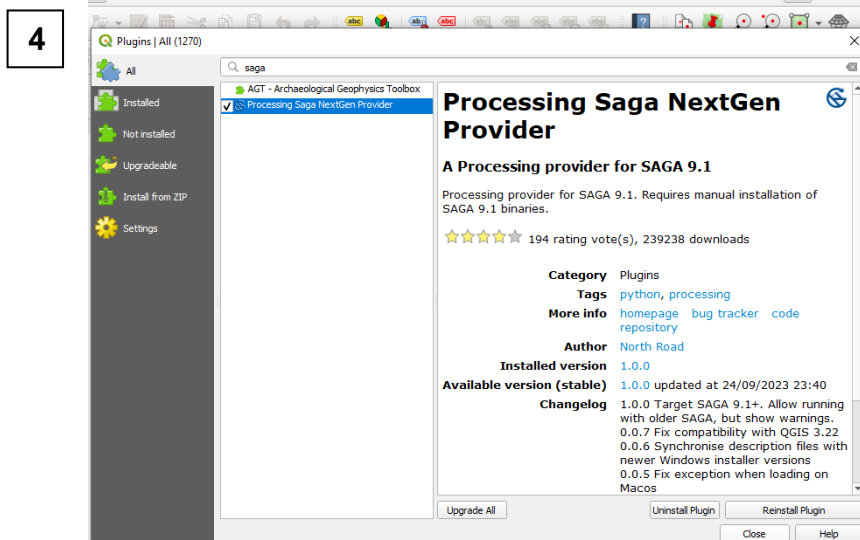 4
abc
ab
abc
Plugins | All (1270)
All
Installed
Not installed
Upgradeable
Install from ZIP
Settings
saga
AGT - Archaeological Geophysics Toolbox
Processing Saga NextGen Provider
Processing Saga NextGen
Provider
A Processing provider for SAGA 9.1
Processing provider for SAGA 9.1. Requires manual installation of
SAGA 9.1 binaries.
194 rating vote(s), 239238 downloads
Category Plugins
Tags python, processing
More info homepage bug tracker code
repository
Author North Road
Installed version 1.0.0
Available version (stable) 1.0.0 updated at 24/09/2023 23:40
Changelog 1.0.0 Target SAGA 9.1+. Allow running
with older SAGA, but show warnings.
0.0.7 Fix compatibility with QGIS 3.22
0.0.6 Synchronise description files with
newer Windows installer versions
0.0.5 Fix exception when loading on
Macos
Upgrade All
Uninstall Plugin
Reinstall Plugin
Close
Help